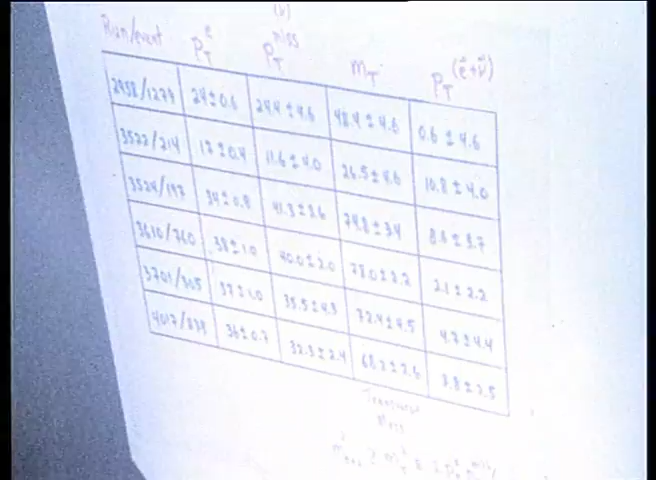 (ν)
Run/event P_T^e P_T^miss m_T P_T^(e⃗+ν⃗)
2958/1279 24±0.6 24.4±4.6 48.4±4.6 0.6±4.6
3522/214 17±0.4 11.6±4.0 26.5±4.6 10.8±4.0
3524/197 34±0.8 41.3±3.6 74.8±3.4 8.6±3.7
3610/760 38±1.0 40.0±2.0 78.0±2.2 2.1±2.2
3701/305 37±1.0 35.5±4.3 72.4±4.5 4.7±4.4
4017/838 36±0.7 32.3±2.4 68.2±2.6 3.8±2.5
Transverse
Mass